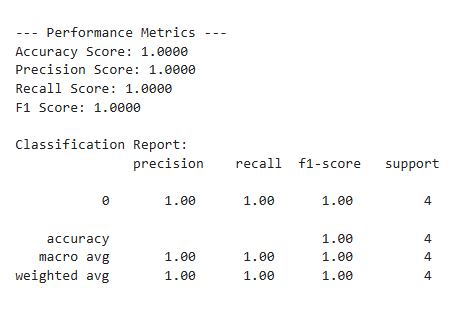 --- Performance Metrics ---
Accuracy Score: 1.0000
Precision Score: 1.0000
Recall Score: 1.0000
F1 Score: 1.0000
Classification Report:
precision recall f1-score support
0 1.00 1.00 1.00 4
accuracy 1.00 4
macro avg 1.00 1.00 1.00 4
weighted avg 1.00 1.00 1.00 4